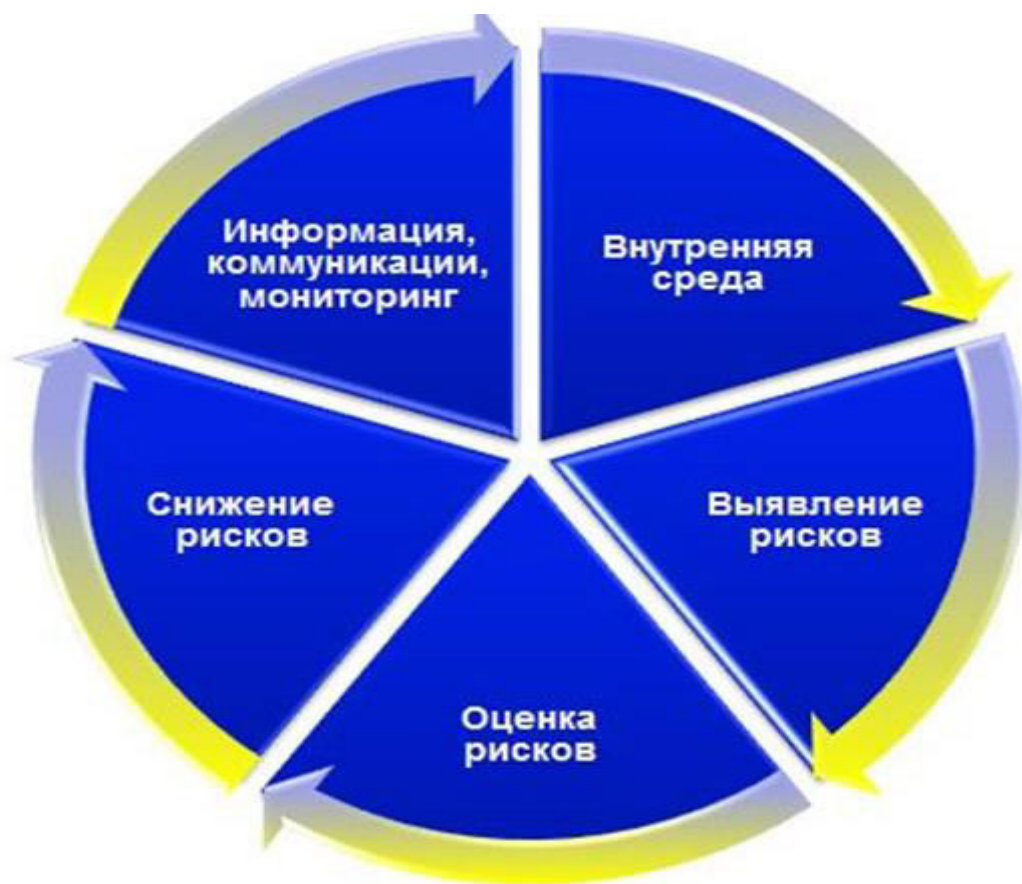 Информация,
коммуникации,
мониторинг
Внутренняя
среда
Снижение
рисков
Выявление
рисков
Оценка
рисков